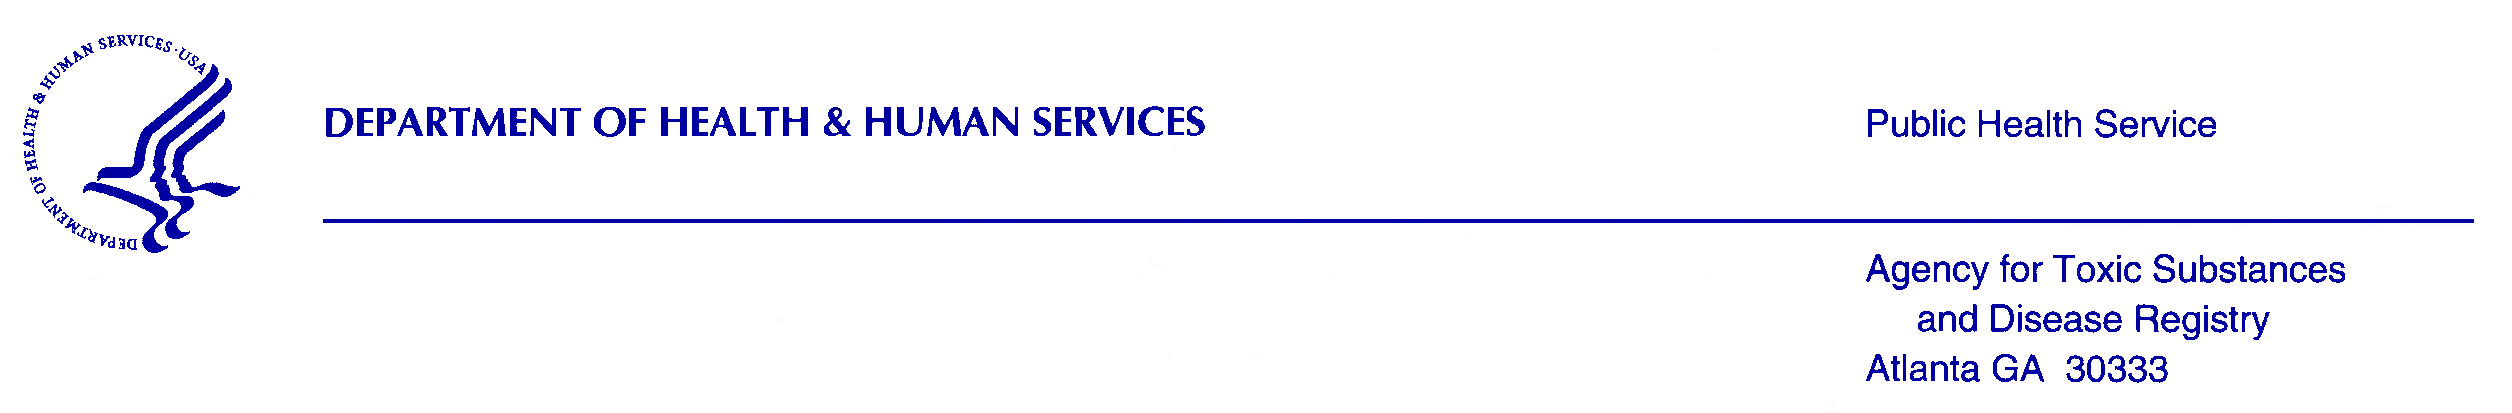 DEPARTMENT OF HEALTH & HUMAN SERVICES · USA
DEPARTMENT OF HEALTH & HUMAN SERVICES
Public Health Service
Agency for Toxic Substances
and Disease Registry
Atlanta GA 30333